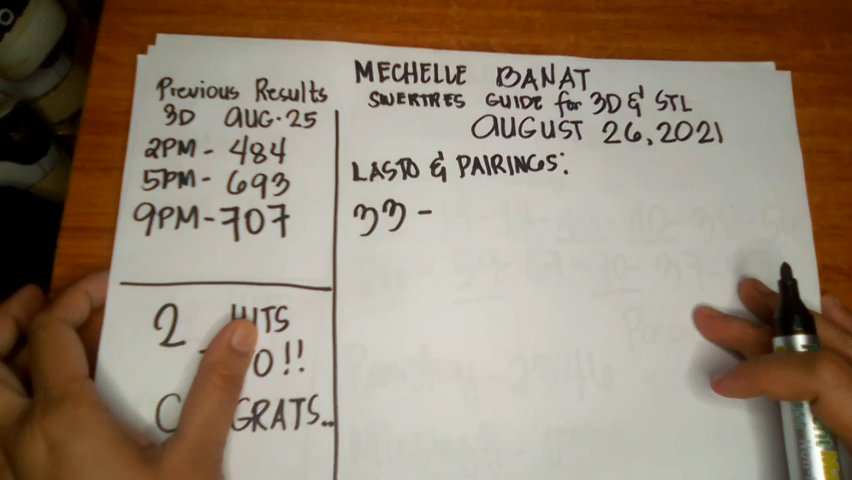 Previous Results
3D AUG. 25
2PM - 484
5PM - 693
9PM - 707
2 HITS
O!!
GRATS..
MECHELLE BANAT
SWERTRES GUIDE for 3D & STL
AUGUST 26, 2021
LASTO & PAIRINGS:
33 -